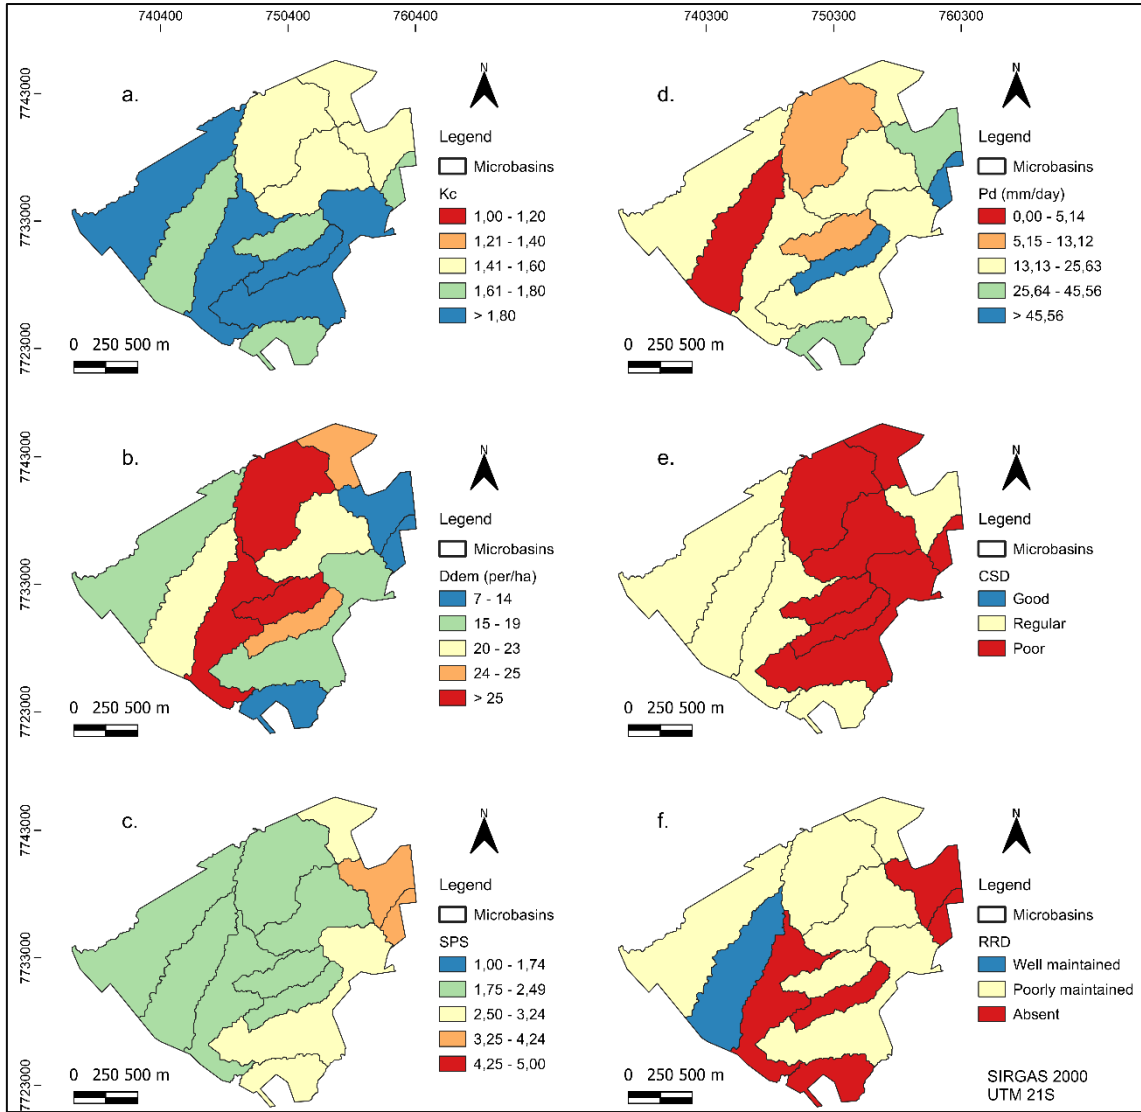 740400 750400 760400
740300 750300 760300
7743000
7733000
7723000
a.
N
Legend
Microbasins
Kc
1,00 - 1,20
1,21 - 1,40
1,41 - 1,60
1,61 - 1,80
> 1,80
0 250 500 m
d.
N
Legend
Microbasins
Pd (mm/day)
0,00 - 5,14
5,15 - 13,12
13,13 - 25,63
25,64 - 45,56
> 45,56
0 250 500 m
7743000
7733000
7723000
b.
N
Legend
Microbasins
Ddem (per/ha)
7 - 14
15 - 19
20 - 23
24 - 25
> 25
0 250 500 m
e.
N
Legend
Microbasins
CSD
Good
Regular
Poor
0 250 500 m
7743000
7733000
7723000
c.
N
Legend
Microbasins
SPS
1,00 - 1,74
1,75 - 2,49
2,50 - 3,24
3,25 - 4,24
4,25 - 5,00
0 250 500 m
f.
N
Legend
Microbasins
RRD
Well maintained
Poorly maintained
Absent
0 250 500 m
SIRGAS 2000
UTM 21S